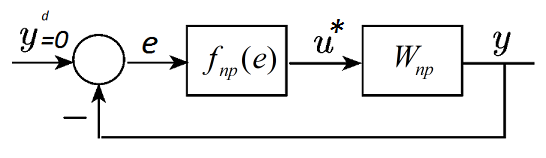 y^d=0
e
f_np(e)
u*
W_np
y
−